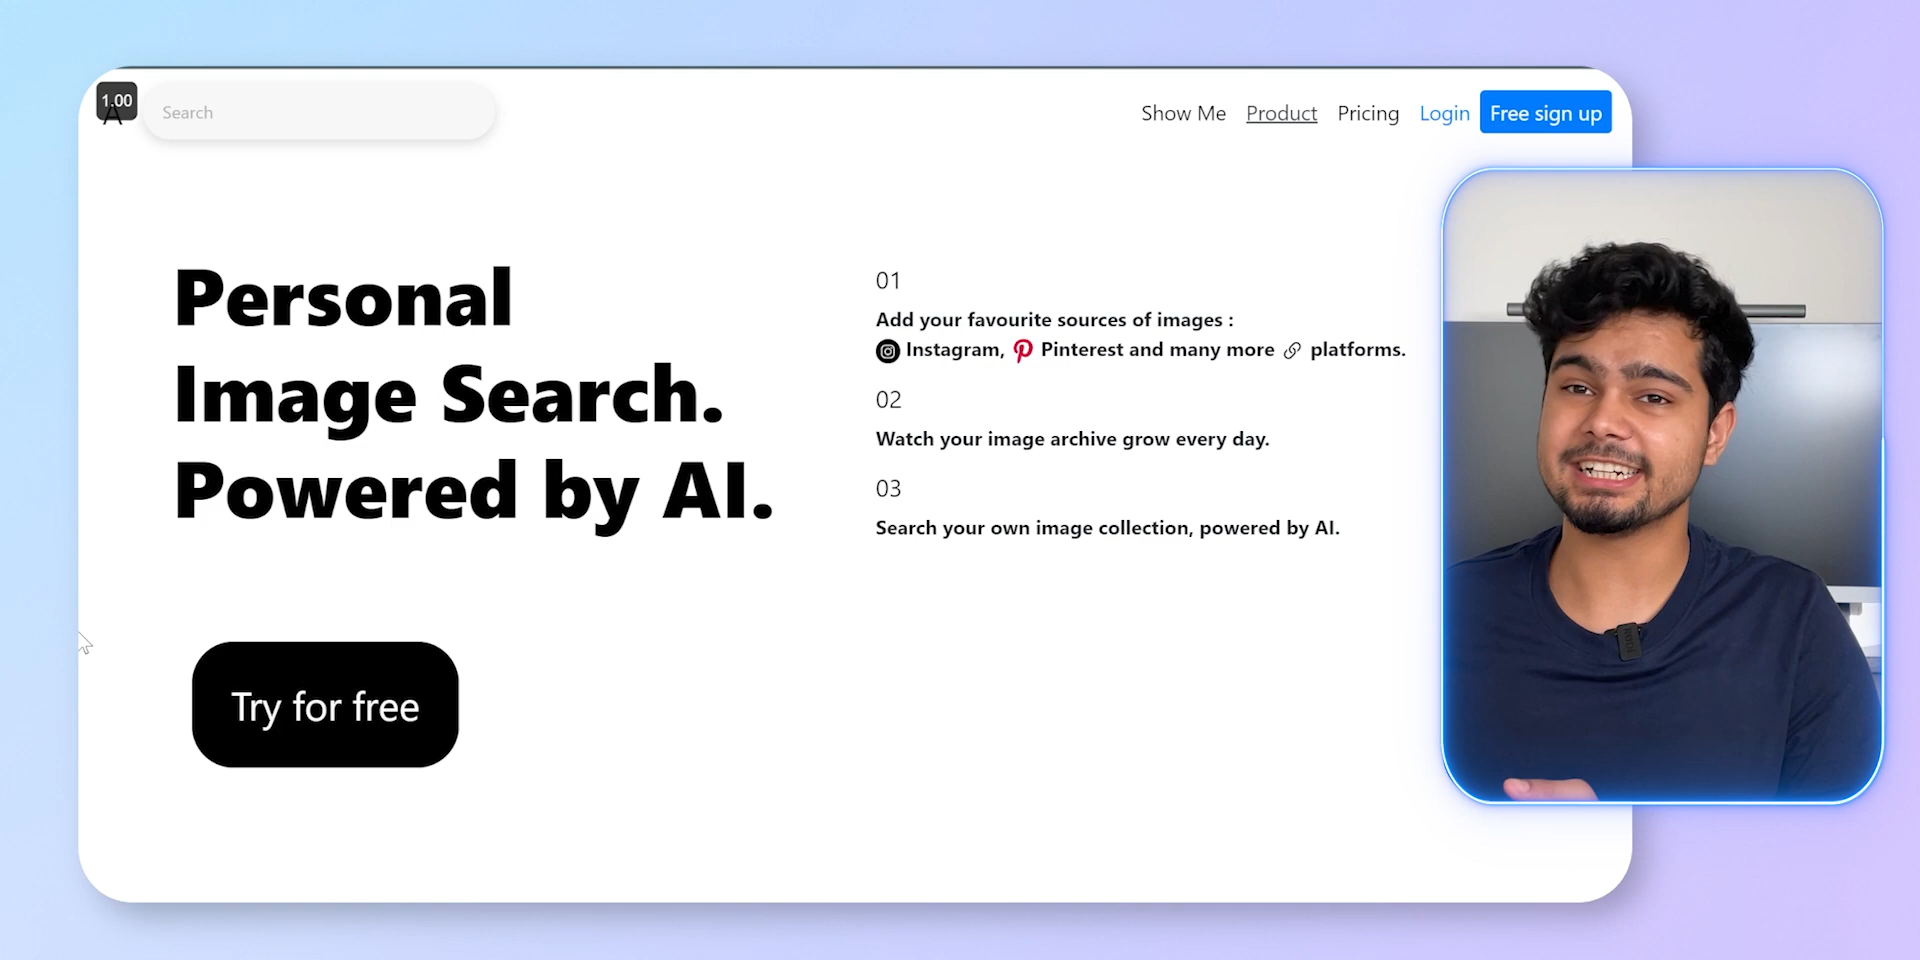 1.00
A
Search
Show Me
Product
Pricing
Login
Free sign up
Personal
Image Search.
Powered by AI.
Try for free
01
Add your favourite sources of images :
Instagram, Pinterest and many more platforms.
02
Watch your image archive grow every day.
03
Search your own image collection, powered by AI.